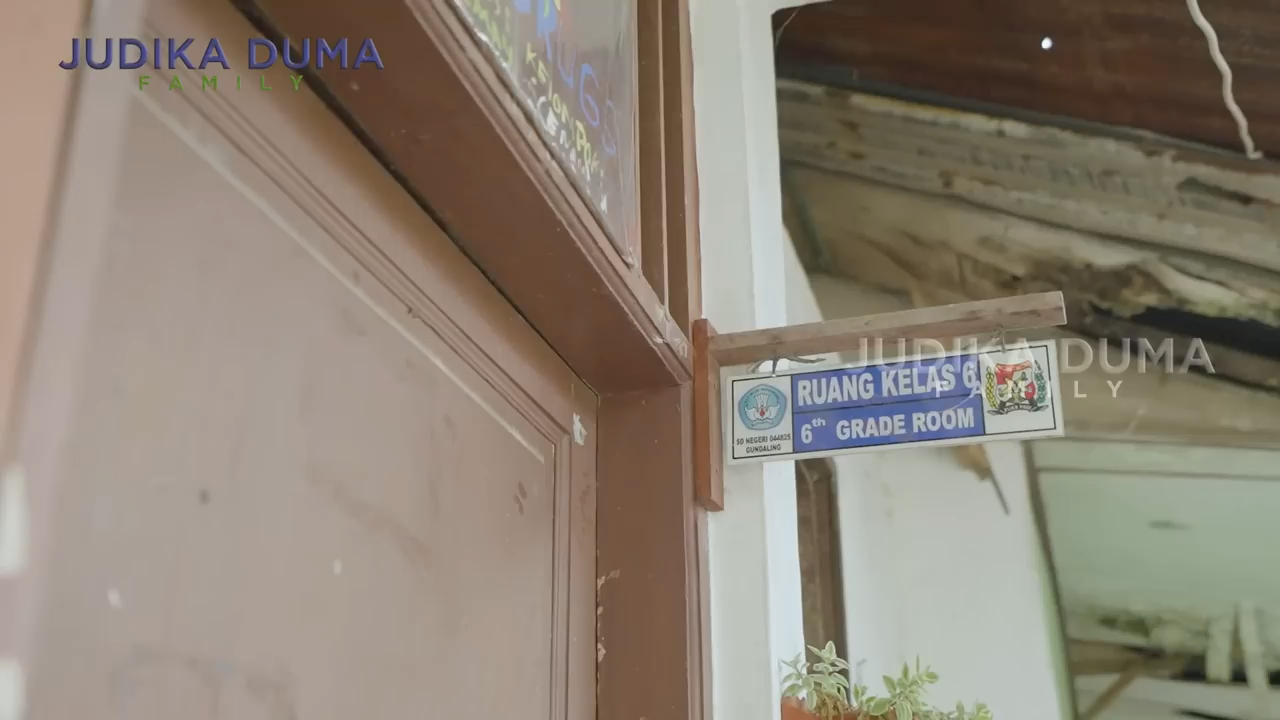 JUDIKA DUMA
FAMILY
JUDIKA DUMA
FAMILY
RUANG KELAS 6
6th GRADE ROOM
SD NEGERI 044825
GUNDALING